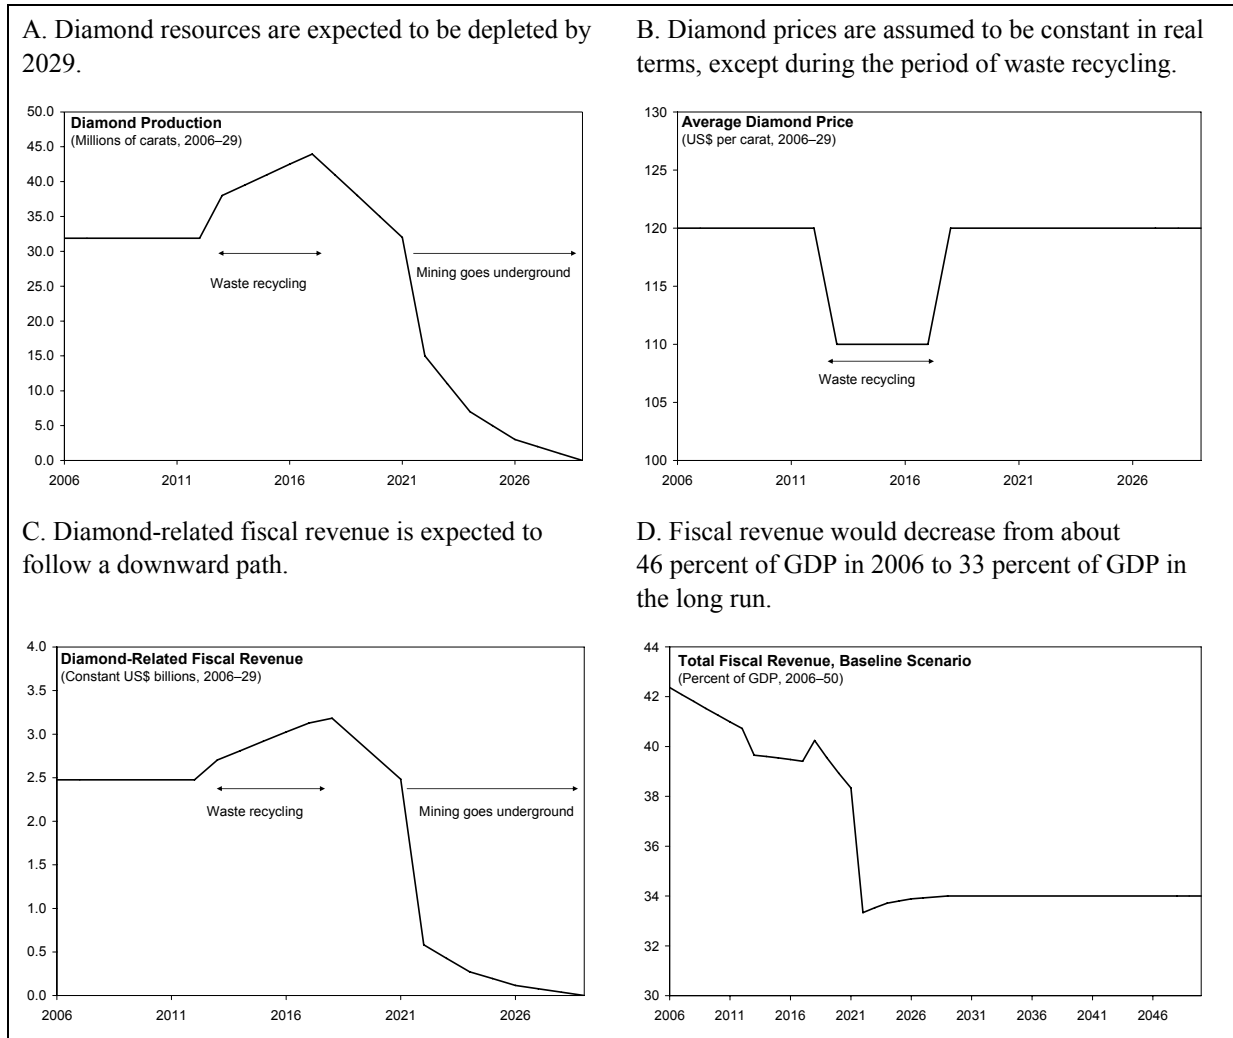 A. Diamond resources are expected to be depleted by
2029.
Diamond Production
(Millions of carats, 2006–29)
50.0
45.0
40.0
35.0
30.0
25.0
20.0
15.0
10.0
5.0
0.0
Waste recycling
Mining goes underground
2006
2011
2016
2021
2026
B. Diamond prices are assumed to be constant in real
terms, except during the period of waste recycling.
Average Diamond Price
(US$ per carat, 2006–29)
130
125
120
115
110
105
100
Waste recycling
2006
2011
2016
2021
2026
C. Diamond-related fiscal revenue is expected to
follow a downward path.
Diamond-Related Fiscal Revenue
(Constant US$ billions, 2006–29)
4.0
3.5
3.0
2.5
2.0
1.5
1.0
0.5
0.0
Waste recycling
Mining goes underground
2006
2011
2016
2021
2026
D. Fiscal revenue would decrease from about
46 percent of GDP in 2006 to 33 percent of GDP in
the long run.
Total Fiscal Revenue, Baseline Scenario
(Percent of GDP, 2006–50)
44
42
40
38
36
34
32
30
2006
2011
2016
2021
2026
2031
2036
2041
2046